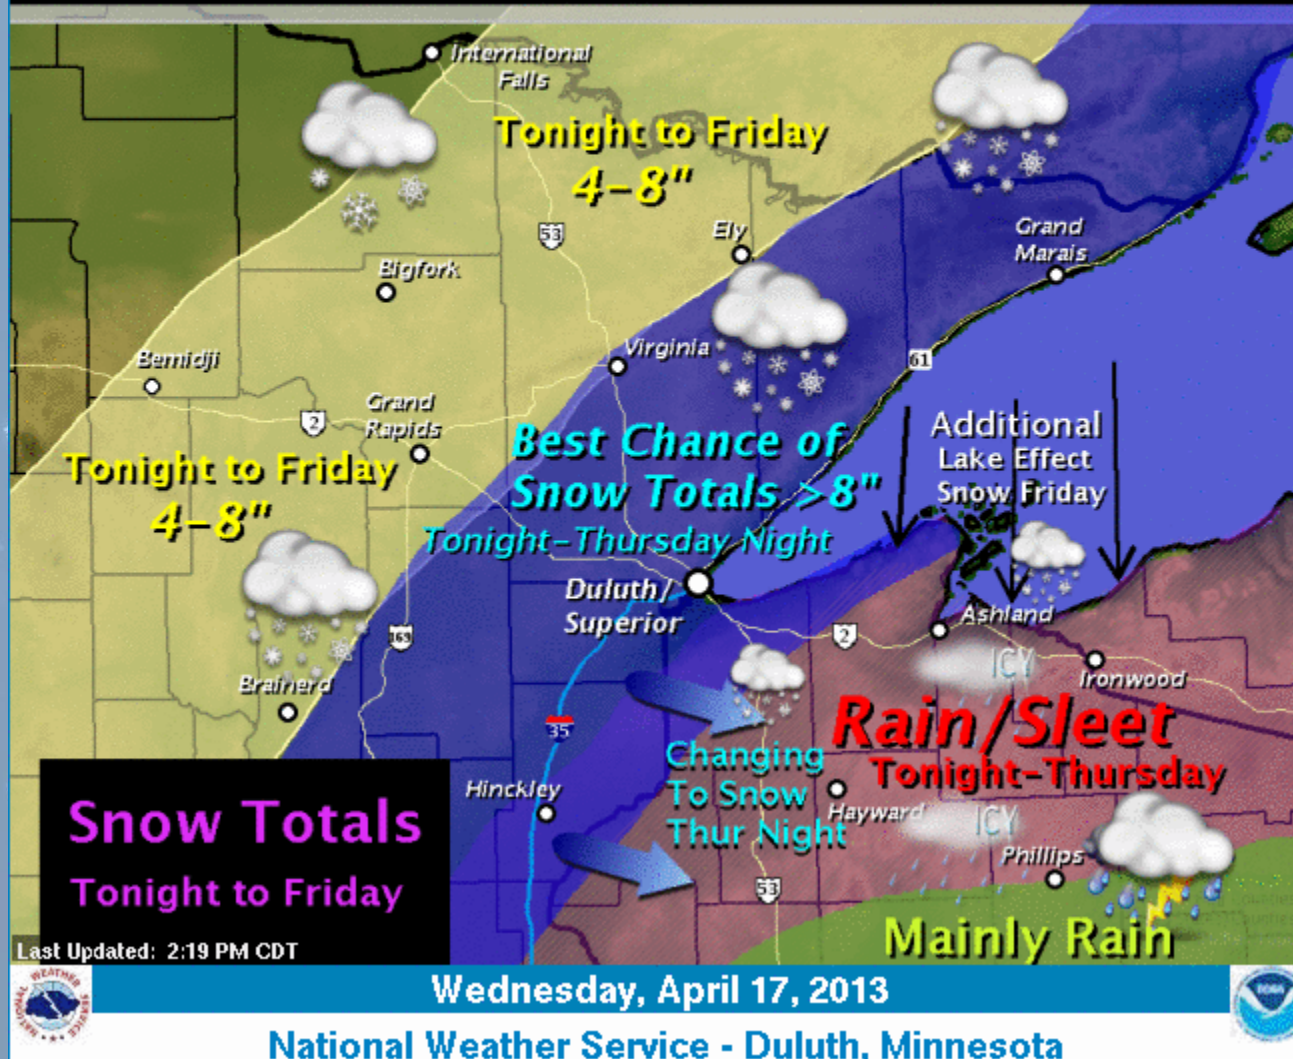 International
Falls
Tonight to Friday
4-8"
53
Ely
Grand
Marais
Bigfork
Bemidji
Virginia
61
Grand
Rapids
2
Tonight to Friday
4-8"
Best Chance of
Snow Totals >8"
Tonight-Thursday Night
Additional
Lake Effect
Snow Friday
Duluth/
Superior
Ashland
2
169
ICY
Ironwood
Brainerd
Rain/Sleet
Tonight-Thursday
35
Changing
To Snow
Thur Night
Hinckley
Hayward
ICY
Phillips
53
Mainly Rain
Snow Totals
Tonight to Friday
Last Updated: 2:19 PM CDT
Wednesday, April 17, 2013
National Weather Service - Duluth, Minnesota
NATIONAL WEATHER SERVICE